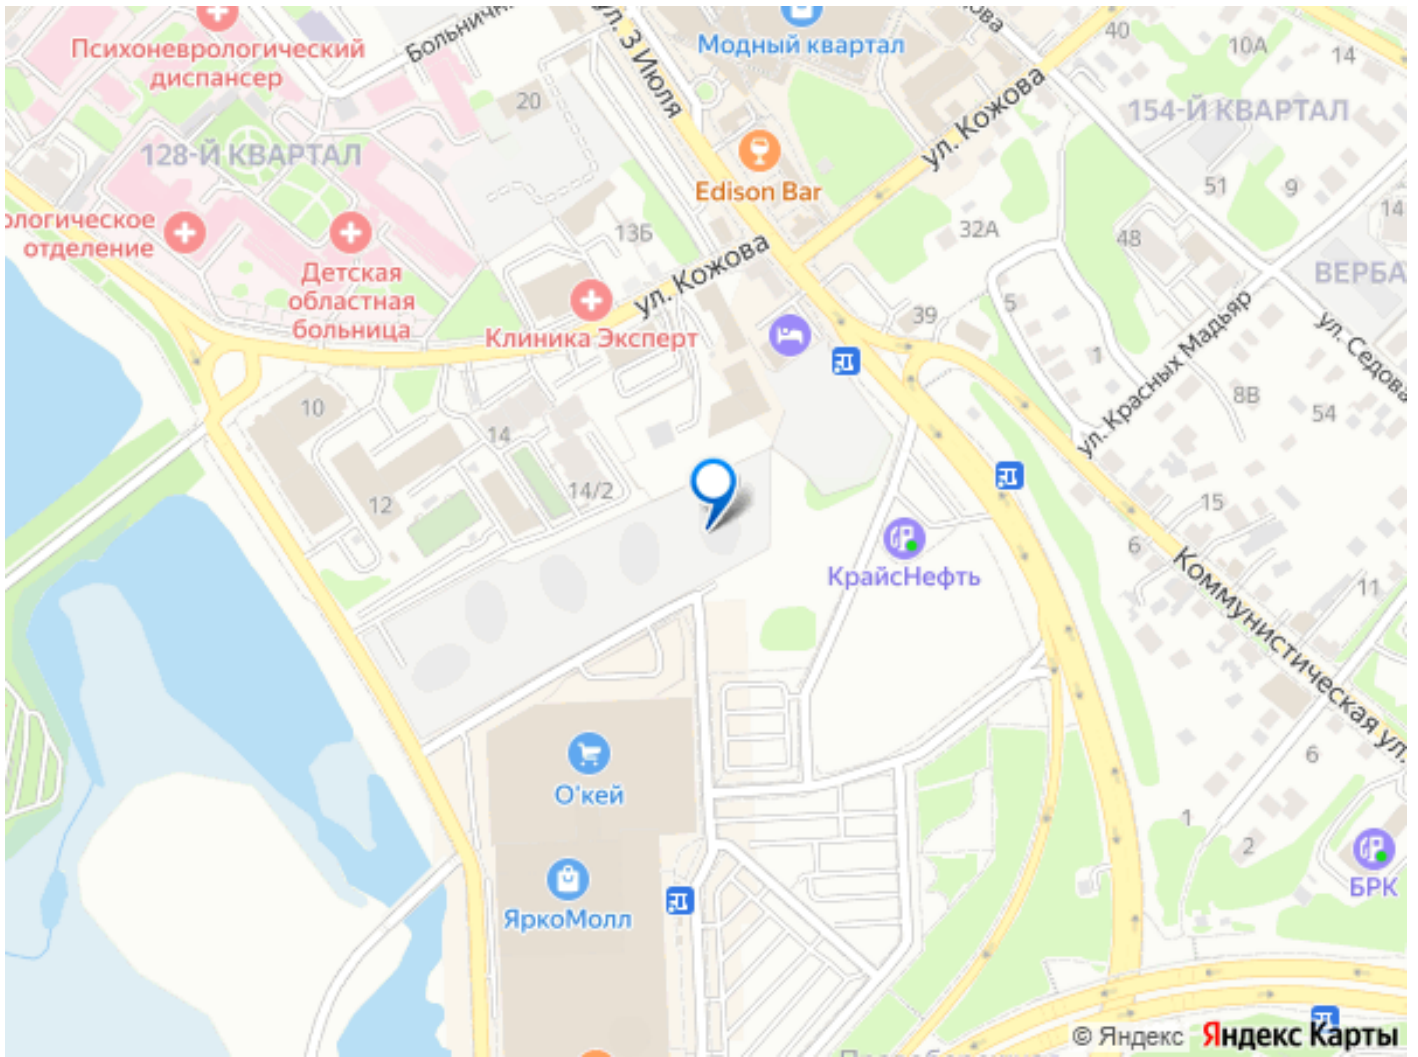 Больничн
ул. 3 Июля
Модный квартал
40
10А
14
Психоневрологический
диспансер
20
ул. Кожова
154-Й КВАРТАЛ
128-Й КВАРТАЛ
Edison Bar
51
9
14
ологическое
отделение
13Б
32А
48
Детская
областная
больница
ул. Кожова
ВЕРБА
5
39
Клиника Эксперт
ул. Красных Мадьяр
ул. Седова
1
8В
54
10
14
12
14/2
15
6
КрайсНефть
Коммунистическая ул.
11
О'кей
6
1
2
БРК
ЯркоМолл
© Яндекс
Яндекс Карты